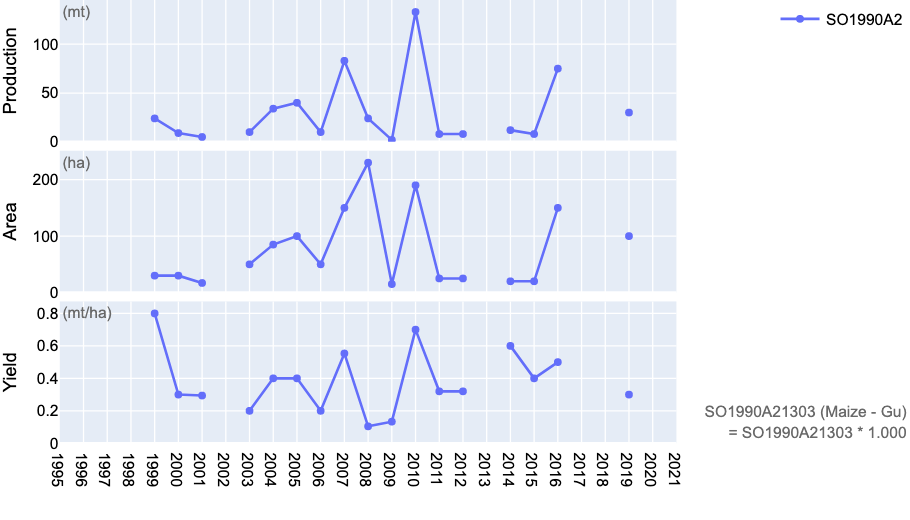 (mt)
SO1990A2
Production
100
50
0
(ha)
Area
200
100
0
(mt/ha)
Yield
0.8
0.6
0.4
0.2
0
SO1990A21303 (Maize - Gu)
= SO1990A21303 * 1.000
1995 1996 1997 1998 1999 2000 2001 2002 2003 2004 2005 2006 2007 2008 2009 2010 2011 2012 2013 2014 2015 2016 2017 2018 2019 2020 2021